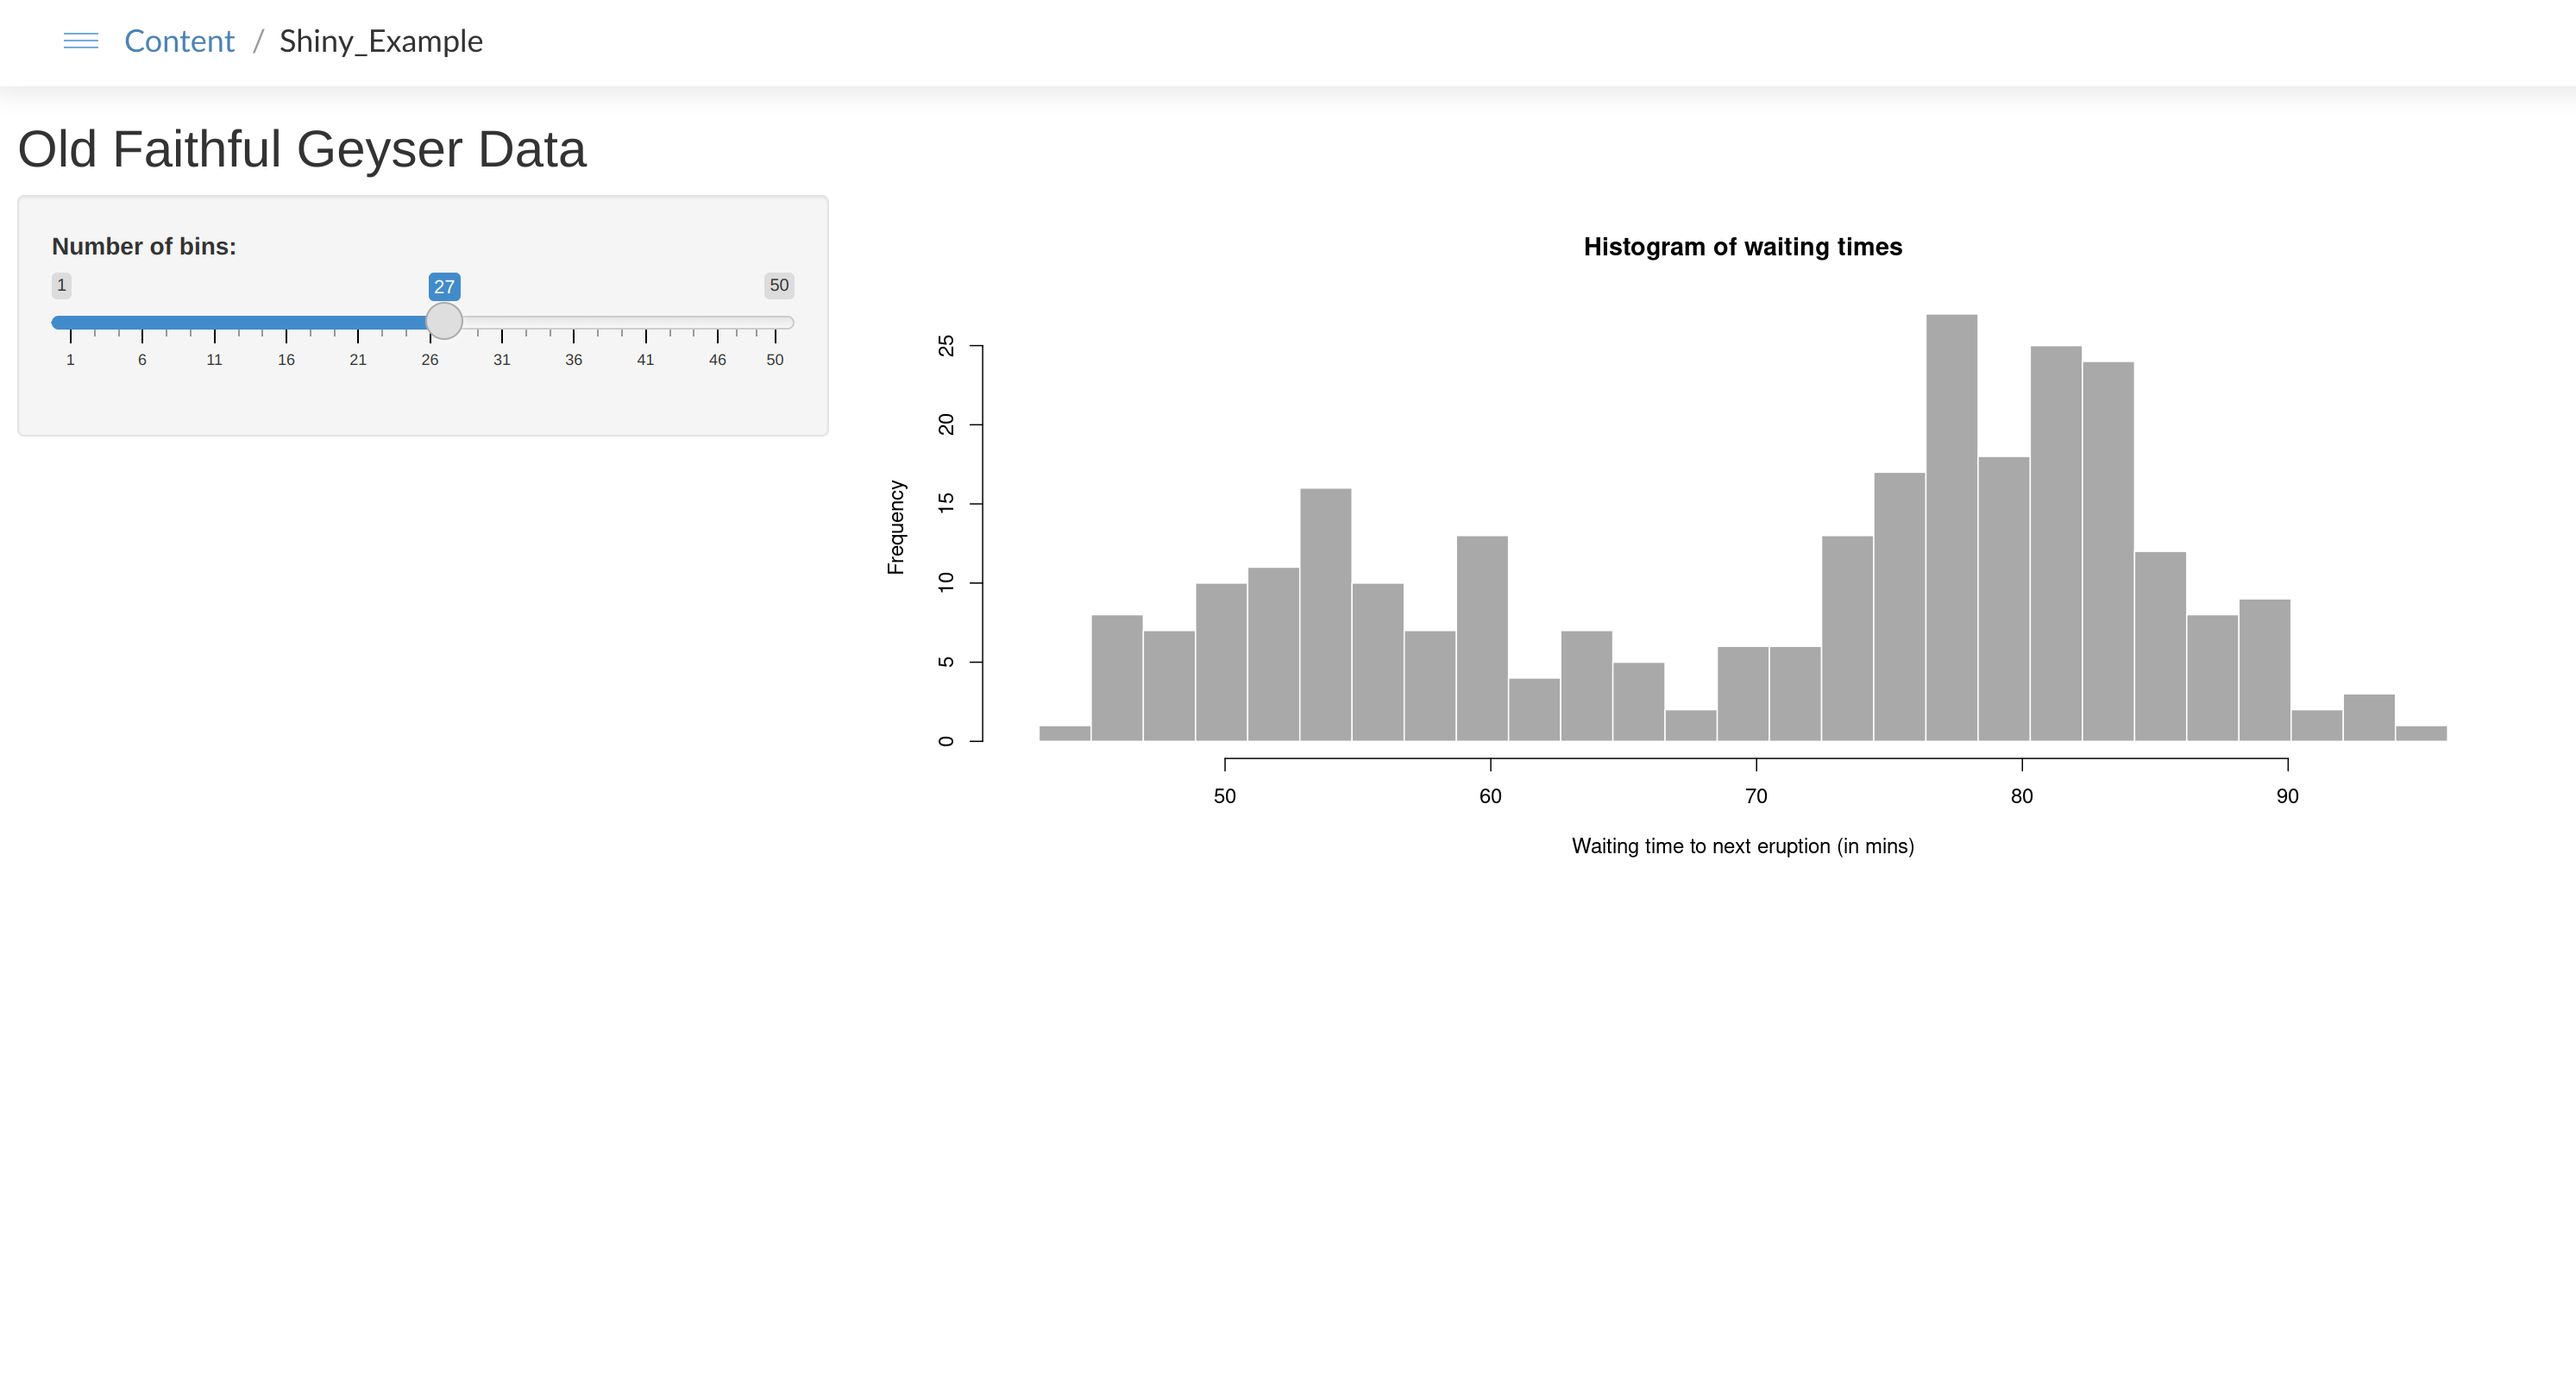 Content / Shiny_Example
Old Faithful Geyser Data
Number of bins:
1 27 50
1 6 11 16 21 26 31 36 41 46 50
Histogram of waiting times
Frequency
25
20
15
10
5
0
50 60 70 80 90
Waiting time to next eruption (in mins)